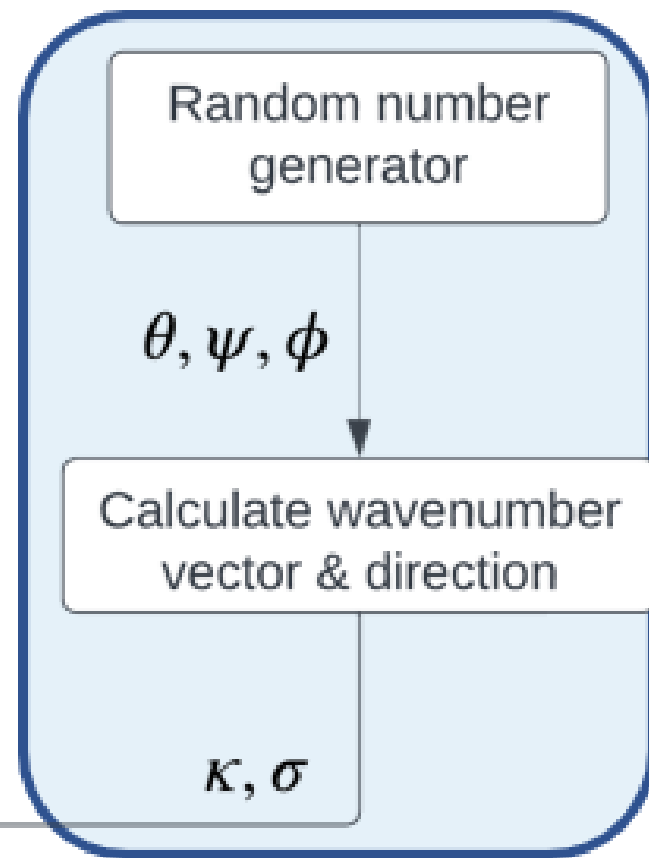 Random number
generator
θ, ψ, ϕ
Calculate wavenumber
vector & direction
κ, σ